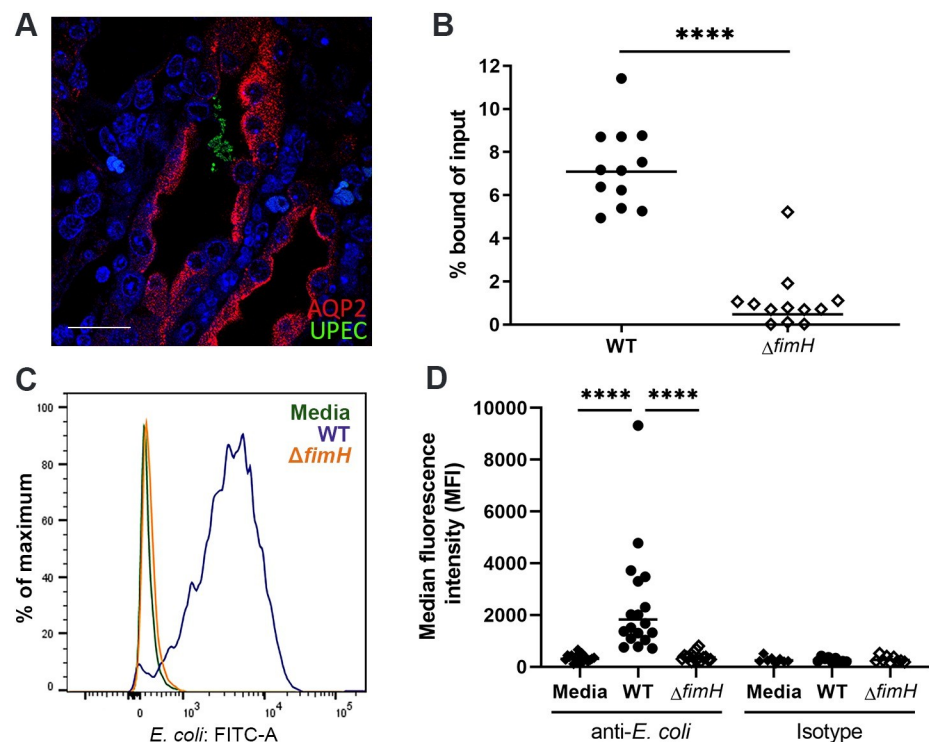 A
AQP2
UPEC
B
****
% bound of input
12
10
8
6
4
2
0
WT
ΔfimH
C
Media
WT
ΔfimH
% of maximum
100
80
60
40
20
0
0
10³
10⁴
10⁵
E. coli: FITC-A
D
**** ****
Median fluorescence
intensity (MFI)
10000
8000
6000
4000
2000
0
Media WT ΔfimH Media WT ΔfimH
anti-E. coli Isotype